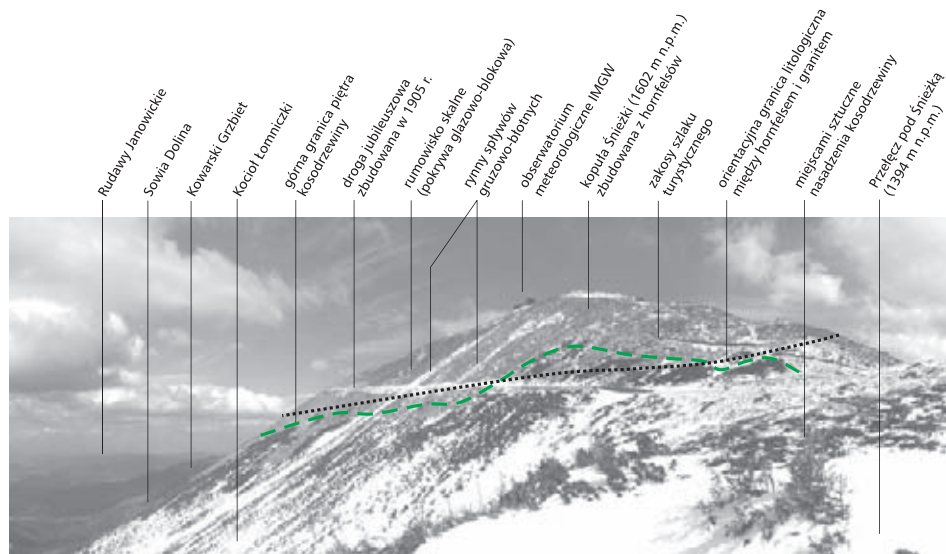 Rudawy Janowickie
Sowia Dolina
Kowarski Grzbiet
Kocioł Łomniczki
górna granica piętra
kosodrzewiny
droga jubileuszowa
zbudowana w 1905 r.
rumowisko skalne
(pokrywa głazowo-blokowa)
rynny spływów
gruzowo-błotnych
obserwatorium
meteorologiczne IMGW
kopuła Śnieżki (1602 m n.p.m.)
zbudowana z hornfelsów
zakosy szlaku
turystycznego
orientacyjna granica litologiczna
między hornfelsem i granitem
miejscami sztuczne
nasadzenia kosodrzewiny
Przełęcz pod Śnieżką
(1394 m n.p.m.)